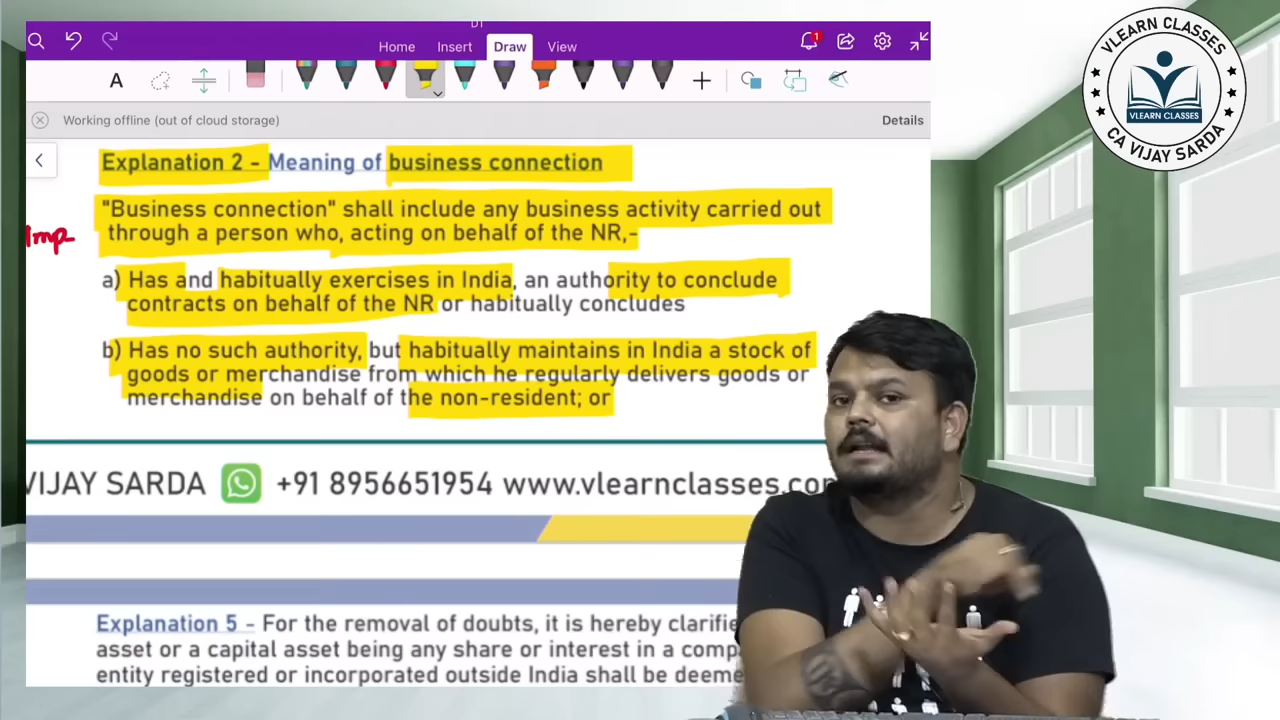 Home Insert Draw View
1
A
Working offline (out of cloud storage)
Details
Explanation 2 - Meaning of business connection
"Business connection" shall include any business activity carried out
through a person who, acting on behalf of the NR,-
Imp
a) Has and habitually exercises in India, an authority to conclude
contracts on behalf of the NR or habitually concludes
b) Has no such authority, but habitually maintains in India a stock of
goods or merchandise from which he regularly delivers goods or
merchandise on behalf of the non-resident; or
VIJAY SARDA +91 8956651954 www.vlearnclasses.co
Explanation 5 - For the removal of doubts, it is hereby clarifie
asset or a capital asset being any share or interest in a comp
entity registered or incorporated outside India shall be deeme
VLEARN CLASSES
VLEARN CLASSES
CA VIJAY SARDA